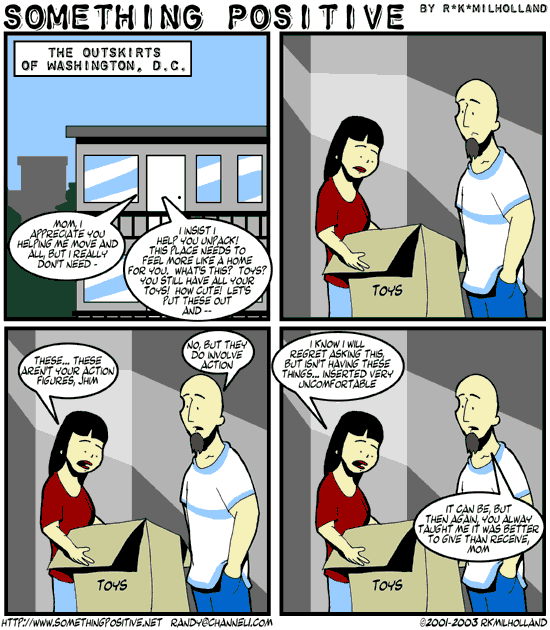 SOMETHING POSITIVE
BY R*K*MILHOLLAND
THE OUTSKIRTS
OF WASHINGTON, D.C.
MOM, I
APPRECIATE YOU
HELPING ME MOVE AND
ALL, BUT I REALLY
DON'T NEED -
I INSIST I
HELP YOU UNPACK!
THIS PLACE NEEDS TO
FEEL MORE LIKE A HOME
FOR YOU. WHAT'S THIS? TOYS?
YOU STILL HAVE ALL YOUR
TOYS! HOW CUTE! LET'S
PUT THESE OUT
AND --
TOYS
THESE... THESE
AREN'T YOUR ACTION
FIGURES, JHIM
NO, BUT THEY
DO INVOLVE
ACTION
TOYS
I KNOW I WILL
REGRET ASKING THIS,
BUT ISN'T HAVING THESE
THINGS... INSERTED VERY
UNCOMFORTABLE
IT CAN BE, BUT
THEN AGAIN, YOU ALWAY
TAUGHT ME IT WAS BETTER
TO GIVE THAN RECEIVE,
MOM
TOYS
HTTP://WWW.SOMETHINGPOSITIVE.NET RANDY@CHANNEL1.COM
©2001-2003 RKMILHOLLAND